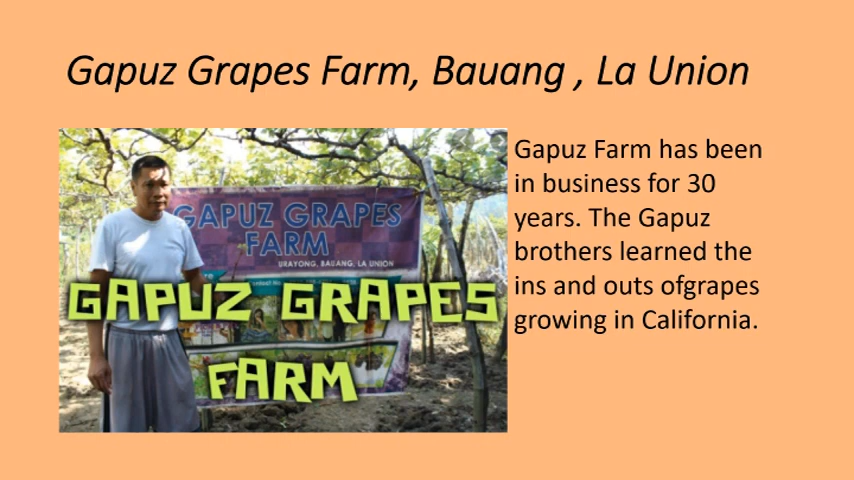 Gapuz Grapes Farm, Bauang , La Union
GAPUZ GRAPES
FARM
URAYONG, BAUANG, LA UNION
GAPUZ GRAPES
FARM
Gapuz Farm has been
in business for 30
years. The Gapuz
brothers learned the
ins and outs ofgrapes
growing in California.